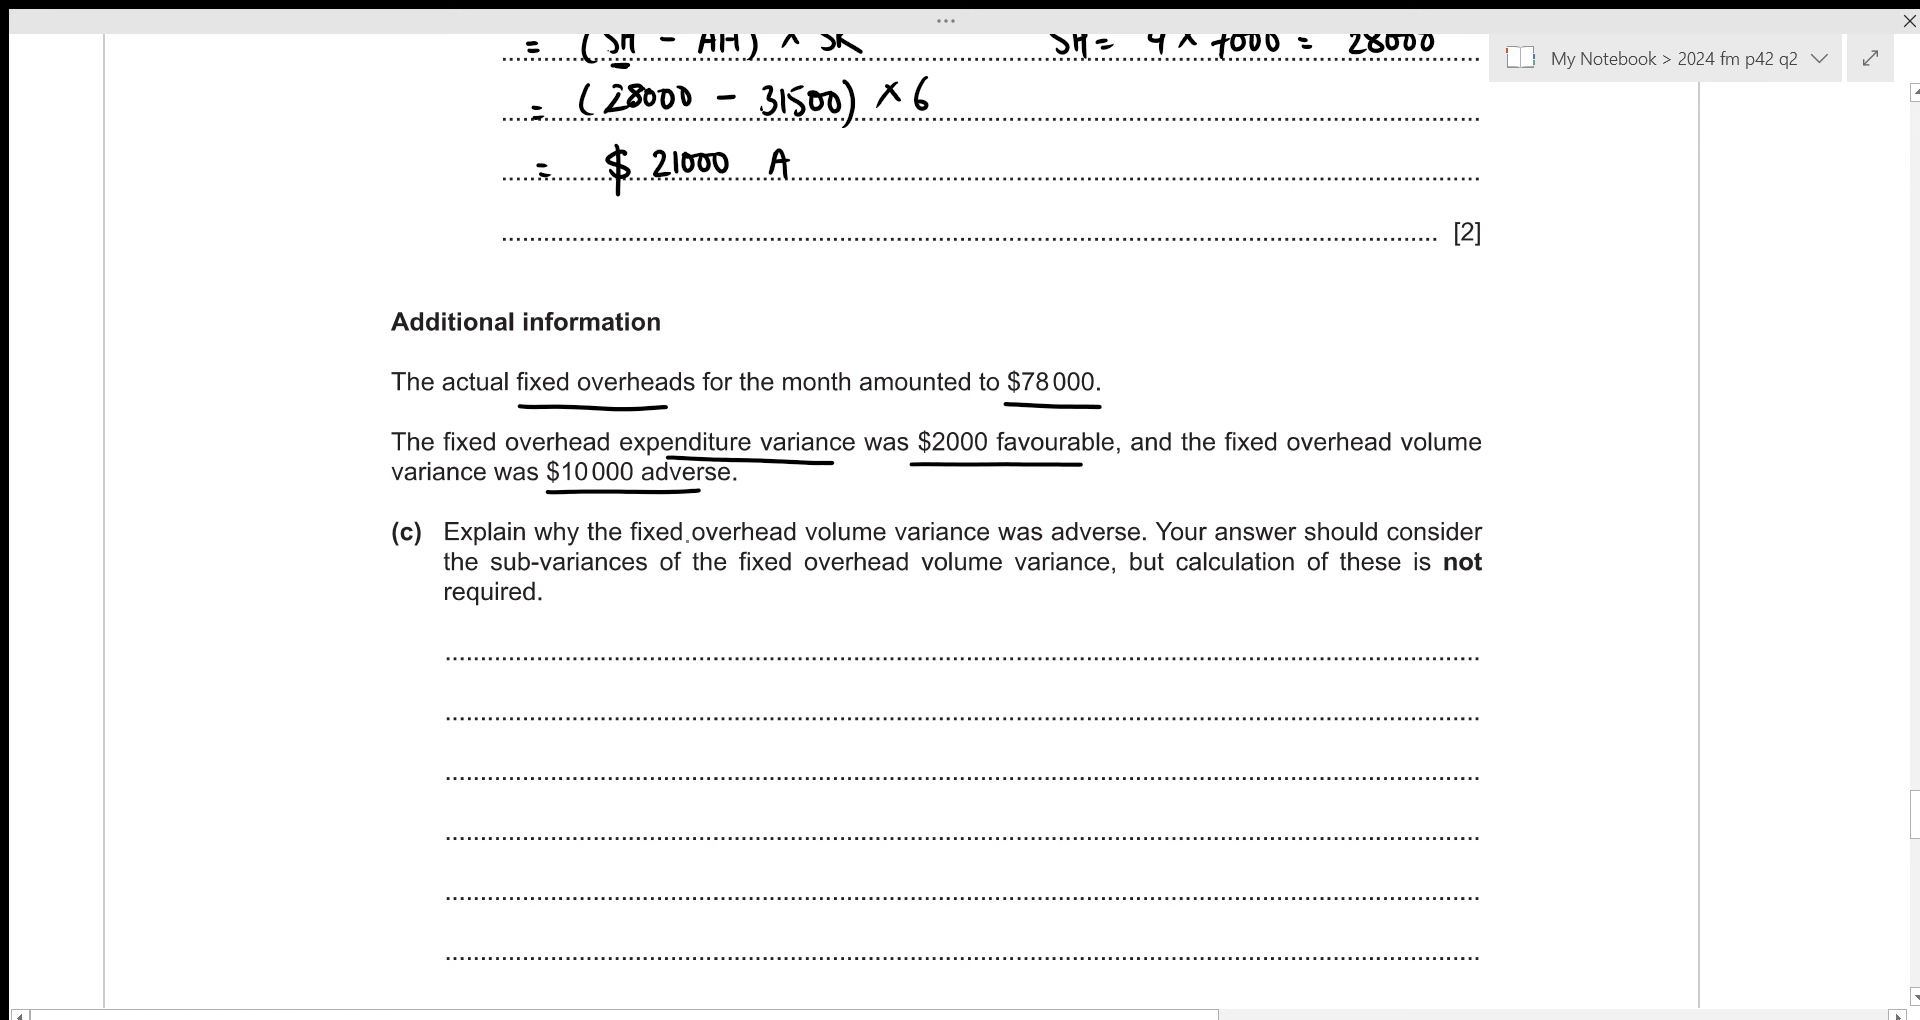 ...
= (SH - AH) × SR SH = 4 × 7000 = 28000
My Notebook > 2024 fm p42 q2
= (28000 - 31500) × 6
= $ 21000 A
[2]
Additional information
The actual fixed overheads for the month amounted to $78 000.
The fixed overhead expenditure variance was $2000 favourable, and the fixed overhead volume
variance was $10 000 adverse.
(c) Explain why the fixed overhead volume variance was adverse. Your answer should consider
the sub-variances of the fixed overhead volume variance, but calculation of these is not
required.